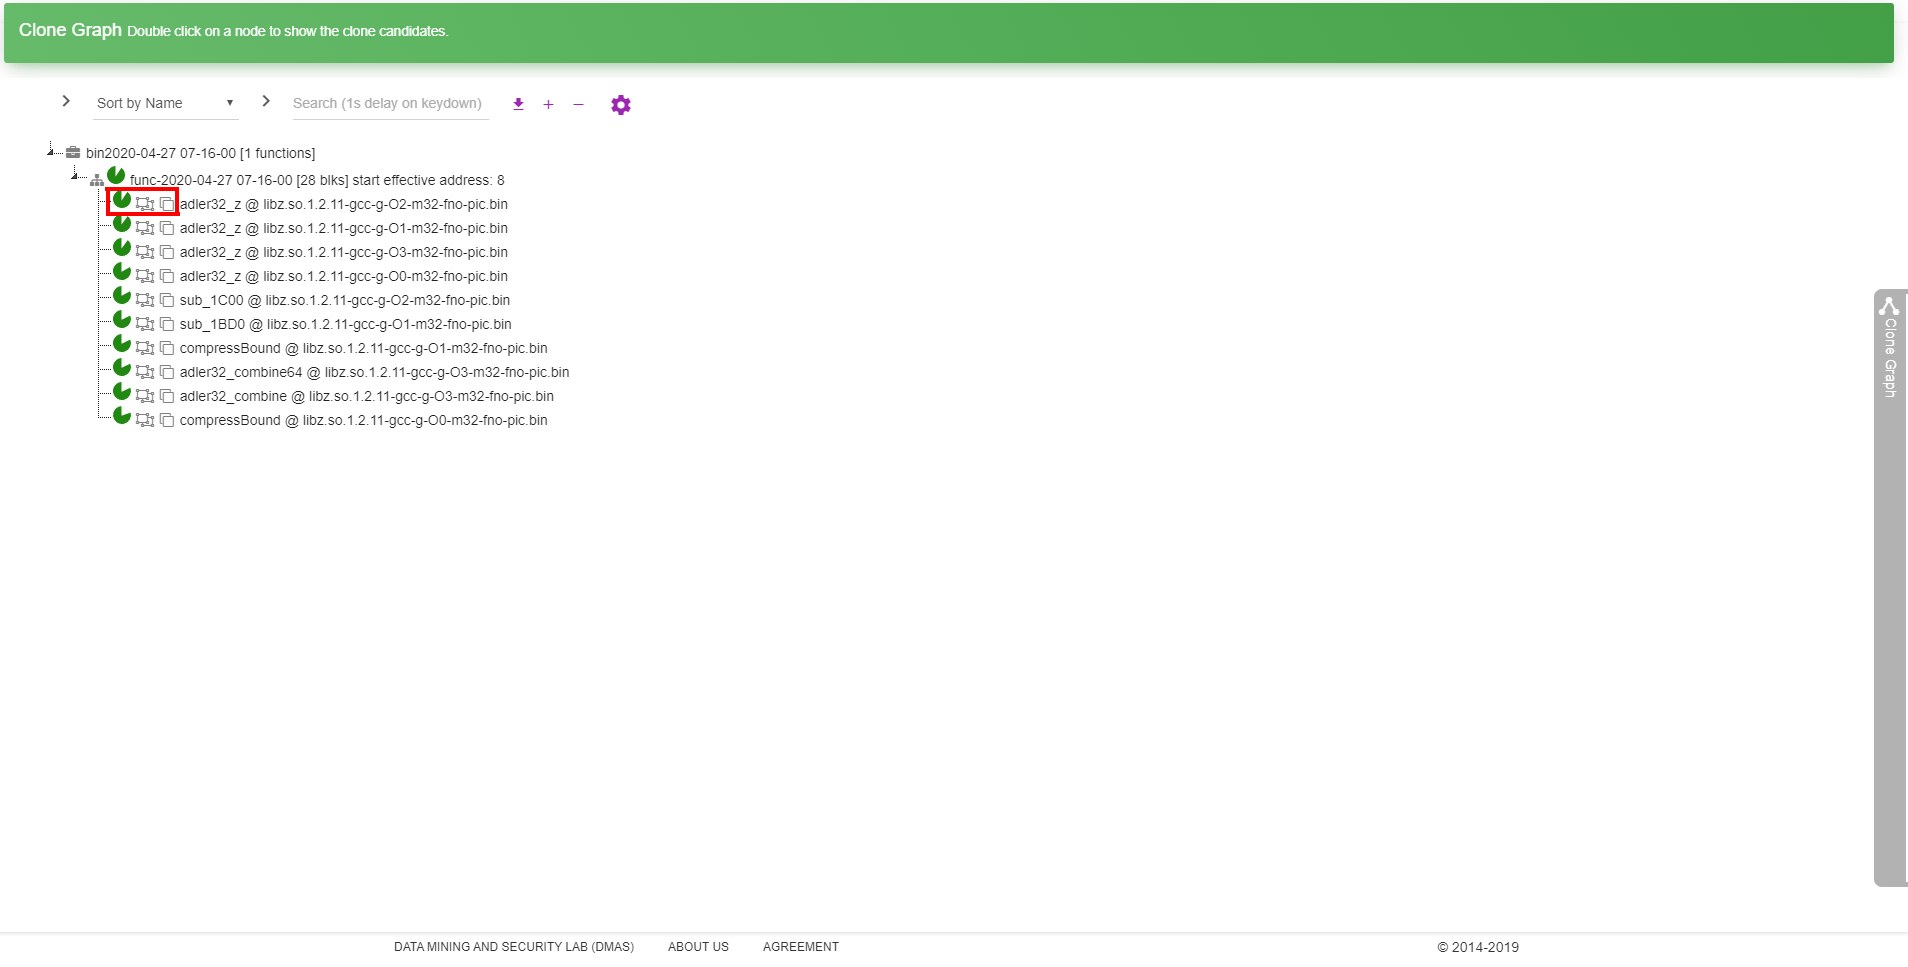 Clone Graph Double click on a node to show the clone candidates.
Sort by Name
Search (1s delay on keydown)
bin2020-04-27 07-16-00 [1 functions]
func-2020-04-27 07-16-00 [28 blks] start effective address: 8
adler32_z @ libz.so.1.2.11-gcc-g-O2-m32-fno-pic.bin
adler32_z @ libz.so.1.2.11-gcc-g-O1-m32-fno-pic.bin
adler32_z @ libz.so.1.2.11-gcc-g-O3-m32-fno-pic.bin
adler32_z @ libz.so.1.2.11-gcc-g-O0-m32-fno-pic.bin
sub_1C00 @ libz.so.1.2.11-gcc-g-O2-m32-fno-pic.bin
sub_1BD0 @ libz.so.1.2.11-gcc-g-O1-m32-fno-pic.bin
compressBound @ libz.so.1.2.11-gcc-g-O1-m32-fno-pic.bin
adler32_combine64 @ libz.so.1.2.11-gcc-g-O3-m32-fno-pic.bin
adler32_combine @ libz.so.1.2.11-gcc-g-O3-m32-fno-pic.bin
compressBound @ libz.so.1.2.11-gcc-g-O0-m32-fno-pic.bin
Clone Graph
DATA MINING AND SECURITY LAB (DMAS) ABOUT US AGREEMENT © 2014-2019